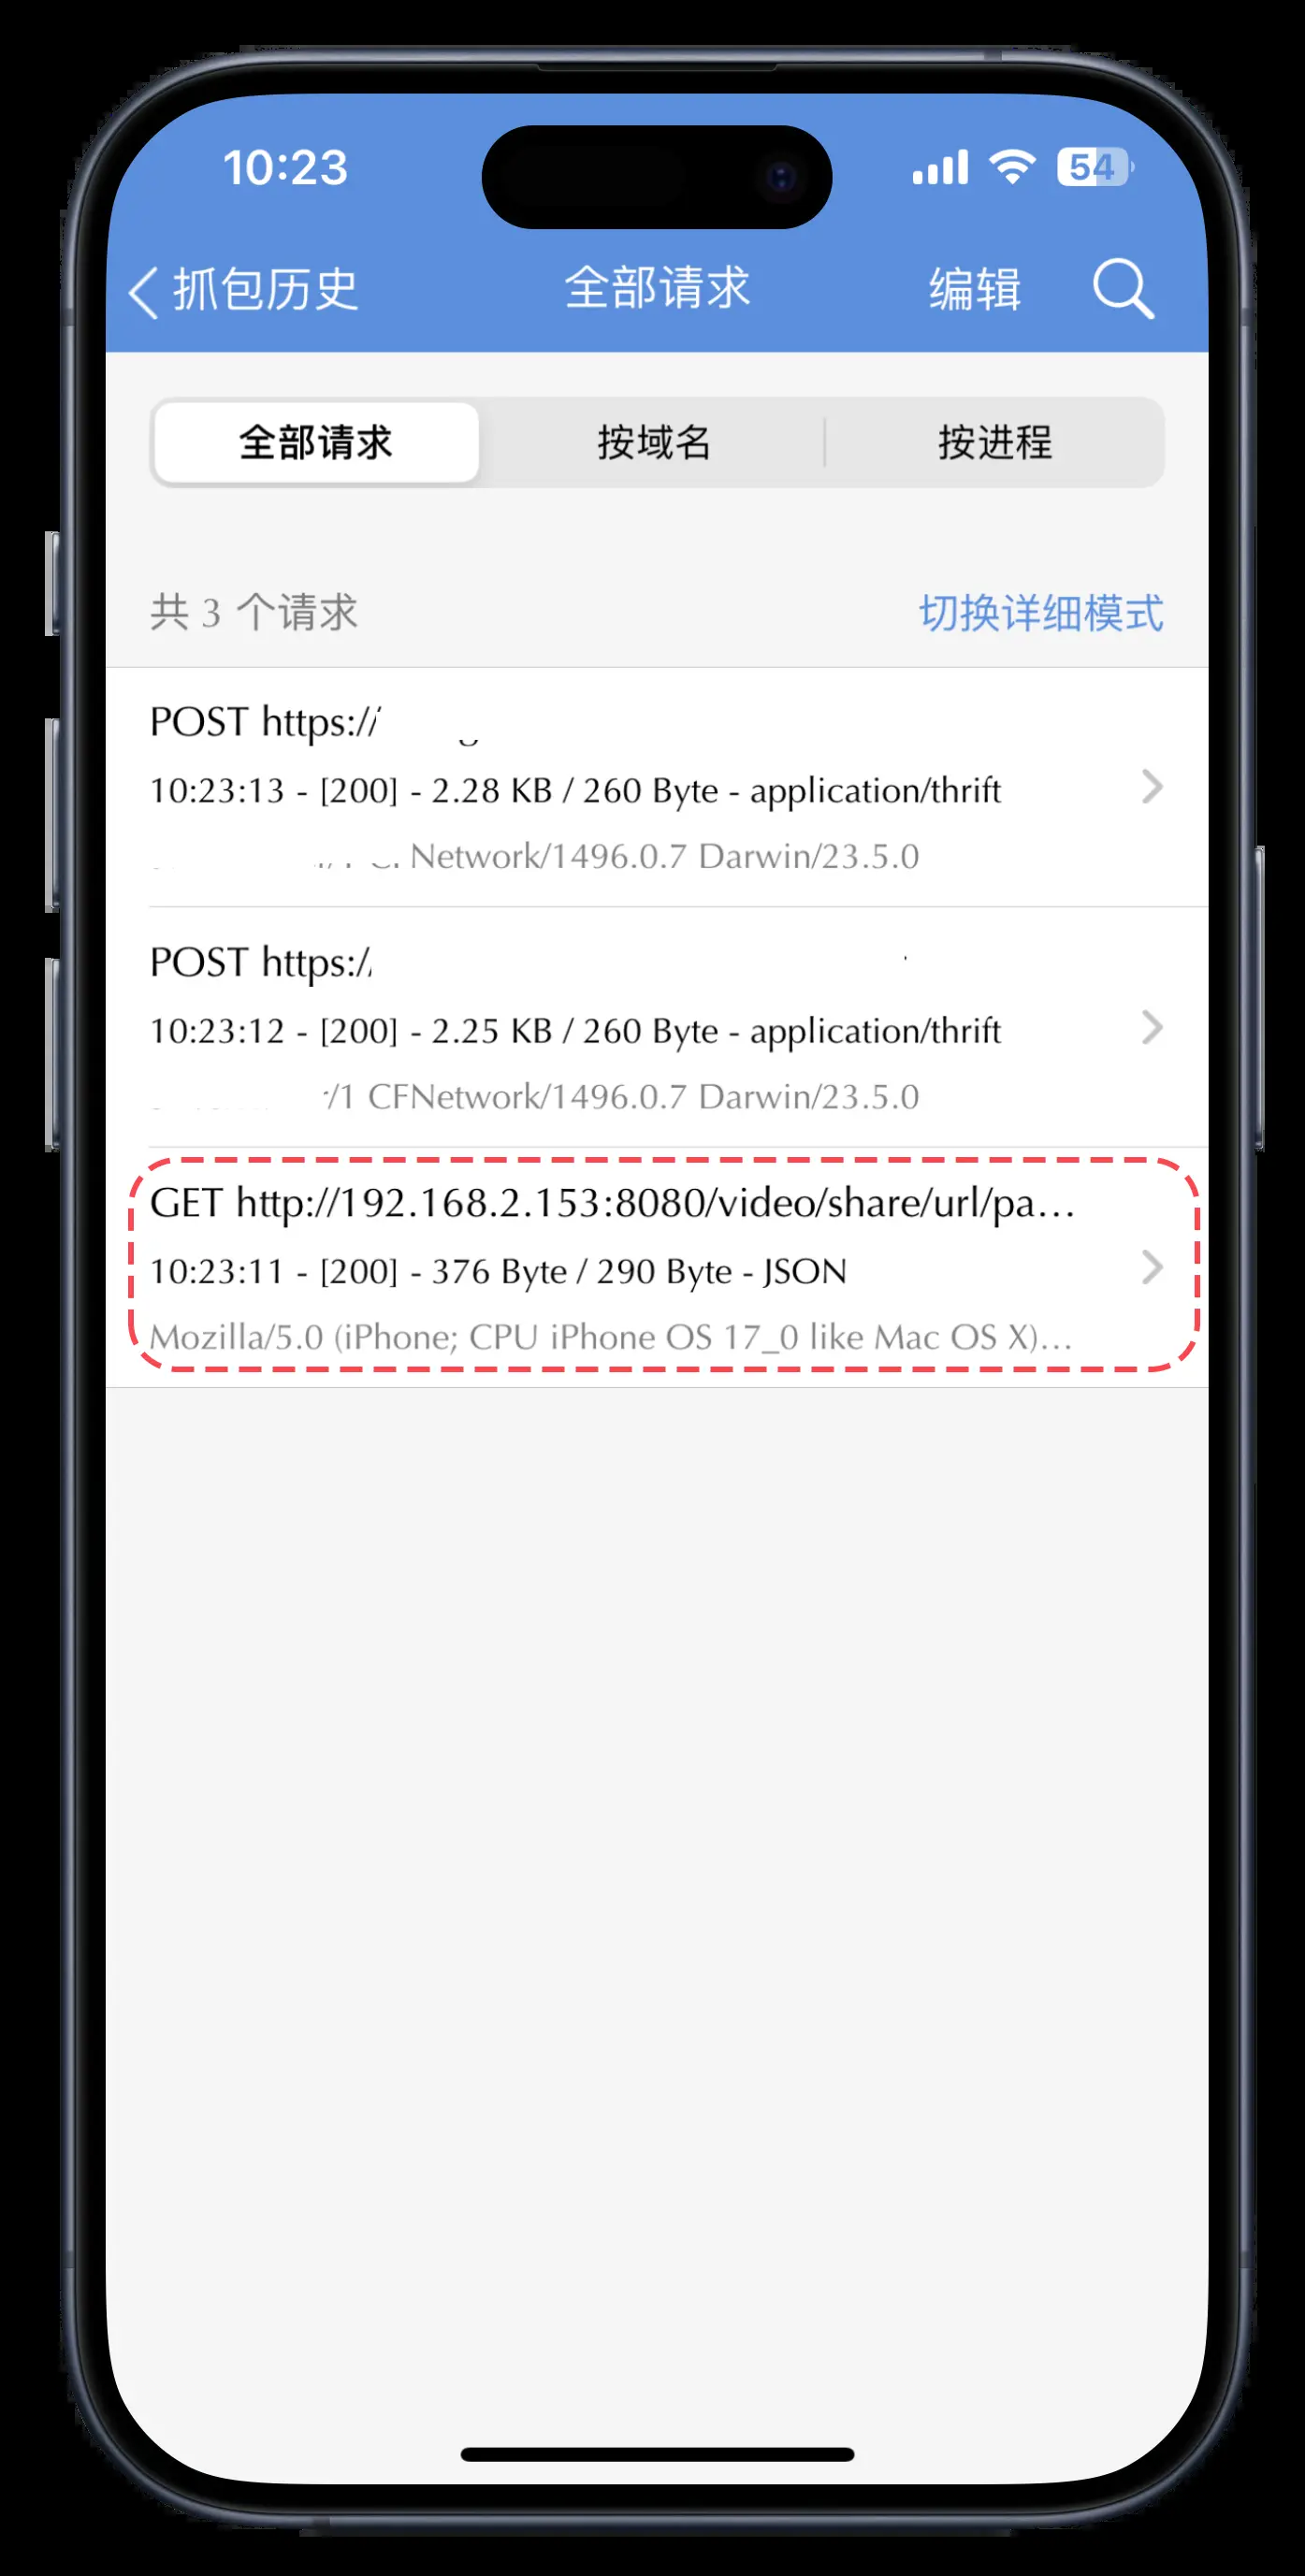 10:23
54
抓包历史 全部请求 编辑
全部请求 按域名 按进程
共 3 个请求 切换详细模式
POST https://
10:23:13 - [200] - 2.28 KB / 260 Byte - application/thrift
Network/1496.0.7 Darwin/23.5.0
POST https:/
10:23:12 - [200] - 2.25 KB / 260 Byte - application/thrift
/1 CFNetwork/1496.0.7 Darwin/23.5.0
GET http://192.168.2.153:8080/video/share/url/pa...
10:23:11 - [200] - 376 Byte / 290 Byte - JSON
Mozilla/5.0 (iPhone; CPU iPhone OS 17_0 like Mac OS X)...